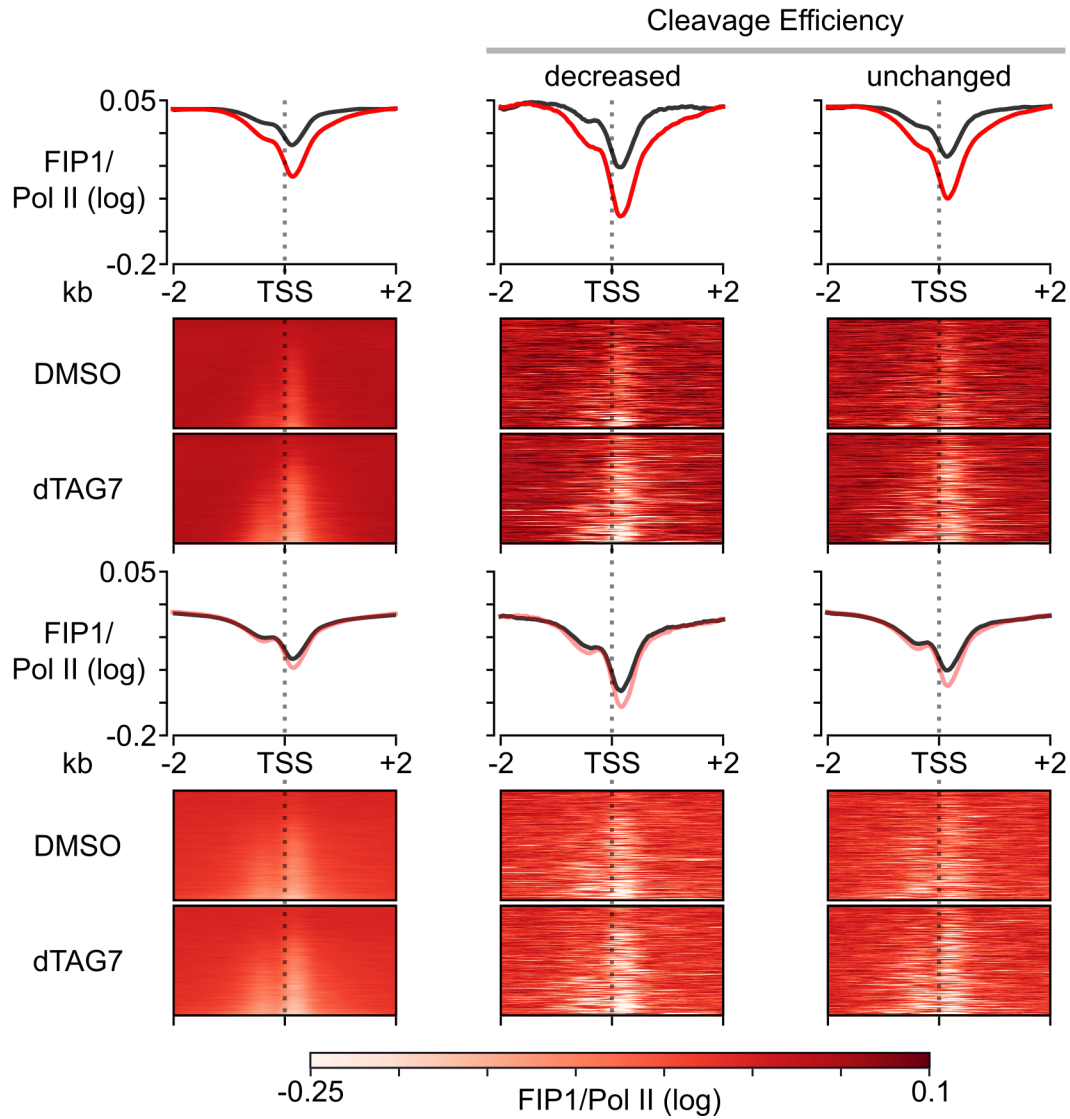 Cleavage Efficiency
decreased
unchanged
0.05
FIP1/
Pol II (log)
-0.2
kb
-2
TSS
+2
-2
TSS
+2
-2
TSS
+2
DMSO
dTAG7
0.05
FIP1/
Pol II (log)
-0.2
kb
-2
TSS
+2
-2
TSS
+2
-2
TSS
+2
DMSO
dTAG7
-0.25
FIP1/Pol II (log)
0.1